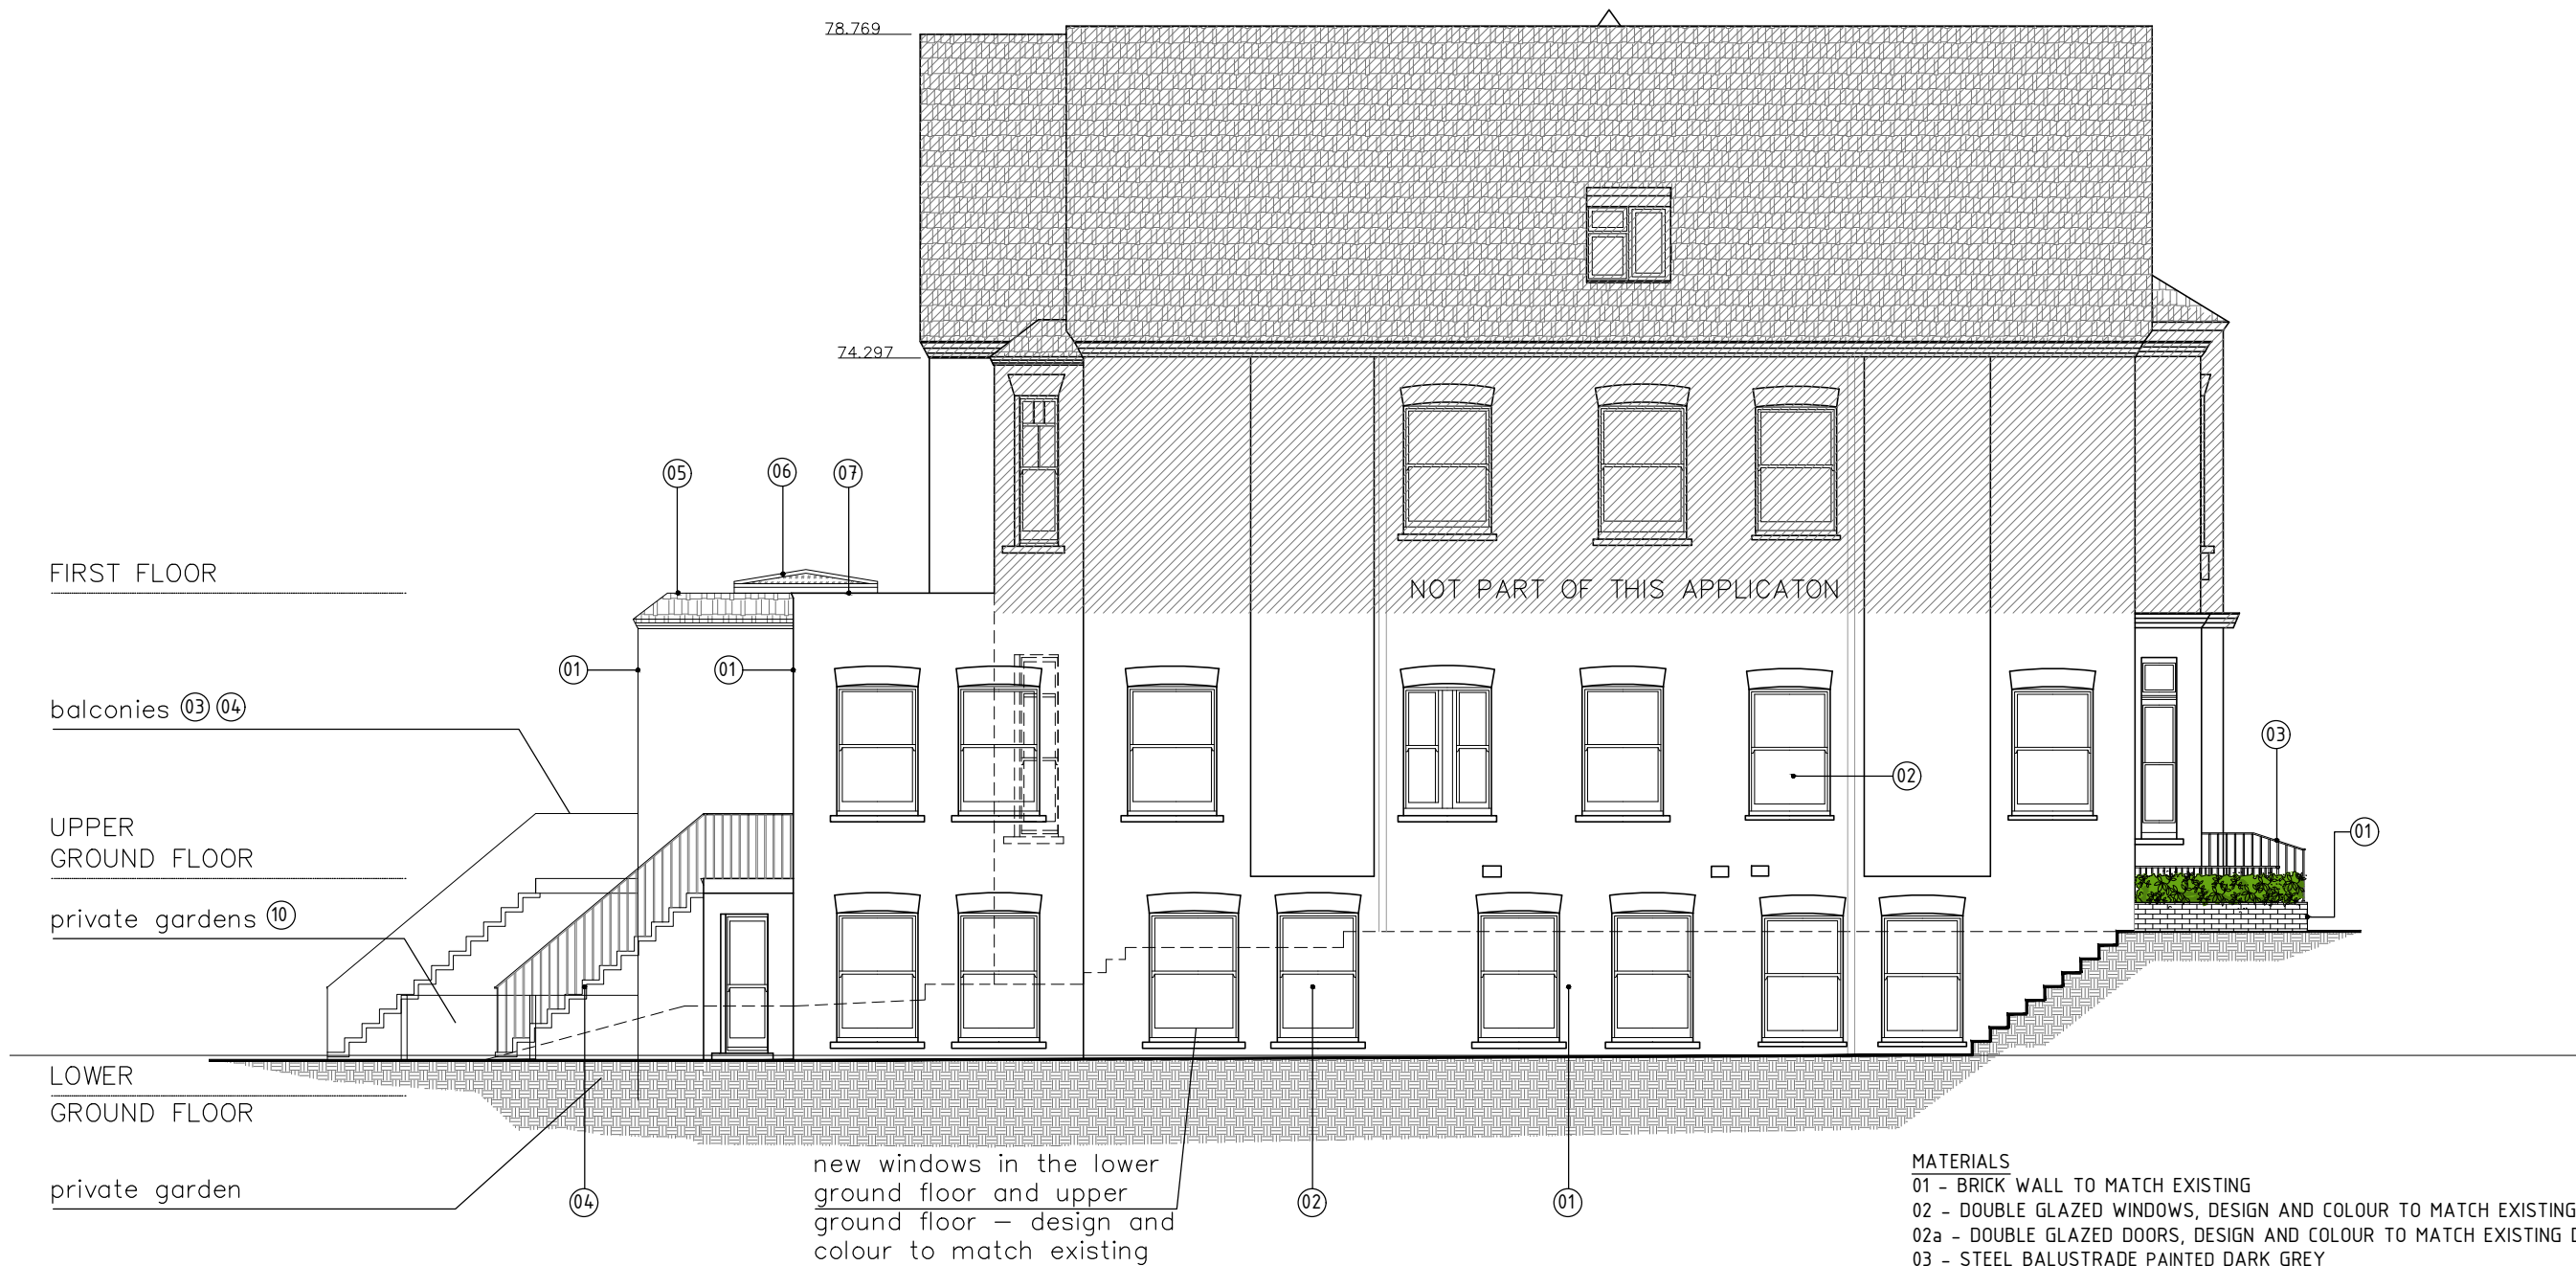 78.769
74.297
05
06
07
FIRST FLOOR
NOT PART OF THIS APPLICATON
01
01
balconies 03 04
03
02
UPPER
GROUND FLOOR
01
private gardens 10
LOWER
GROUND FLOOR
private garden
04
new windows in the lower
ground floor and upper
ground floor – design and
colour to match existing
02
01
MATERIALS
01 - BRICK WALL TO MATCH EXISTING
02 - DOUBLE GLAZED WINDOWS, DESIGN AND COLOUR TO MATCH EXISTING
02a - DOUBLE GLAZED DOORS, DESIGN AND COLOUR TO MATCH EXISTING
03 - STEEL BALUSTRADE PAINTED DARK GREY